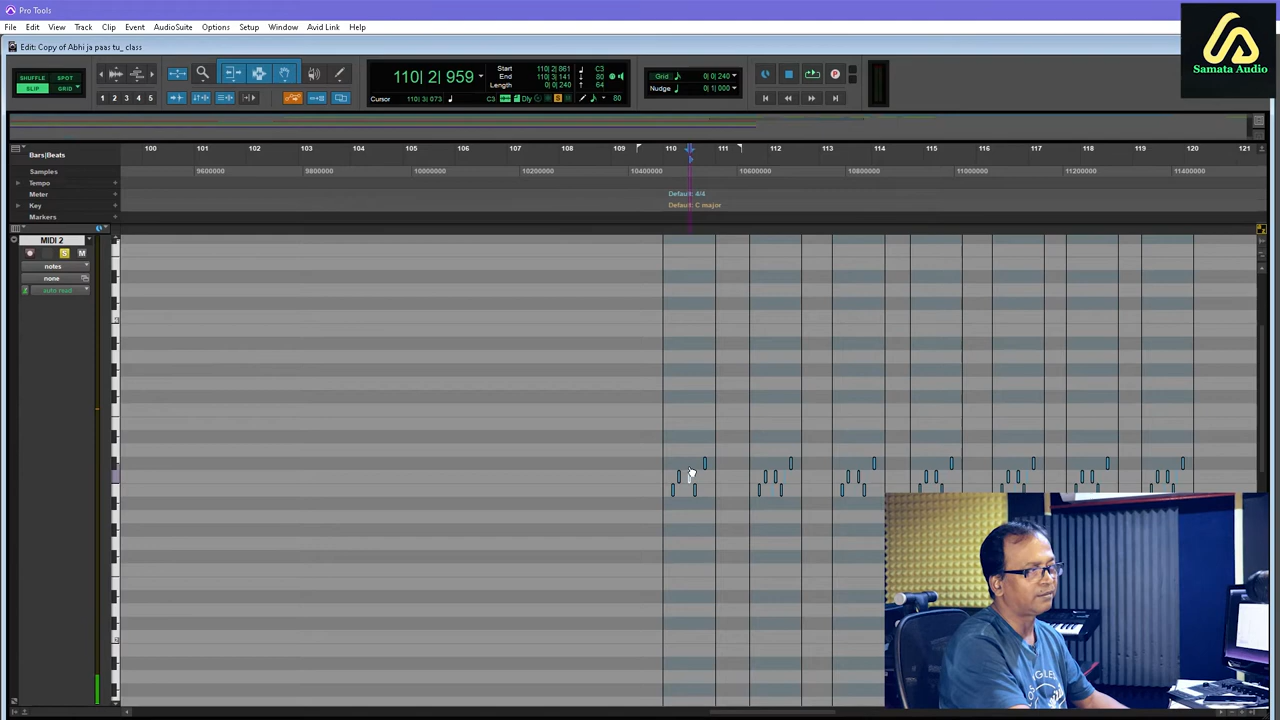 Pro Tools
File Edit View Track Clip Event AudioSuite Options Setup Window Avid Link Help
Edit: Copy of Abhi ja paas tu_ class
Samata Audio
SHUFFLE SPOT
SLIP GRID
1 2 3 4 5
110| 2| 959
Start 110| 2| 861
End 110| 3| 141
Length 0| 0| 240
C3
80
64
Cursor 110| 3| 073 C3 Dly S 80
Grid 0| 0| 240
Nudge 0| 1| 000
Bars|Beats 100 101 102 103 104 105 106 107 108 109 110 111 112 113 114 115 116 117 118 119 120 121
Samples 9600000 9800000 10000000 10200000 10400000 10600000 10800000 11000000 11200000 11400000
Tempo
Meter Default: 4/4
Key Default: C major
Markers
MIDI 2
S M
notes
none
auto read